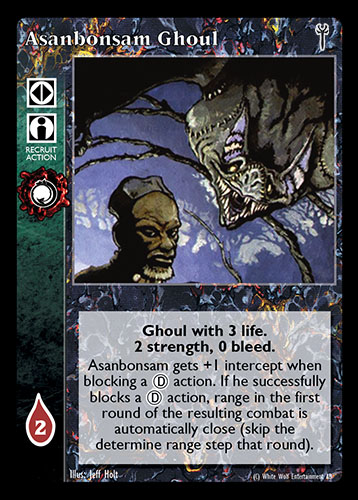 Asanbonsam Ghoul
RECRUIT
ACTION
Ghoul with 3 life.
2 strength, 0 bleed.
Asanbonsam gets +1 intercept when
blocking a Ⓓ action. If he successfully
blocks a Ⓓ action, range in the first
round of the resulting combat is
automatically close (skip the
determine range step that round).
2
Illus: Jeff Holt
(C) White Wolf Entertainment AB